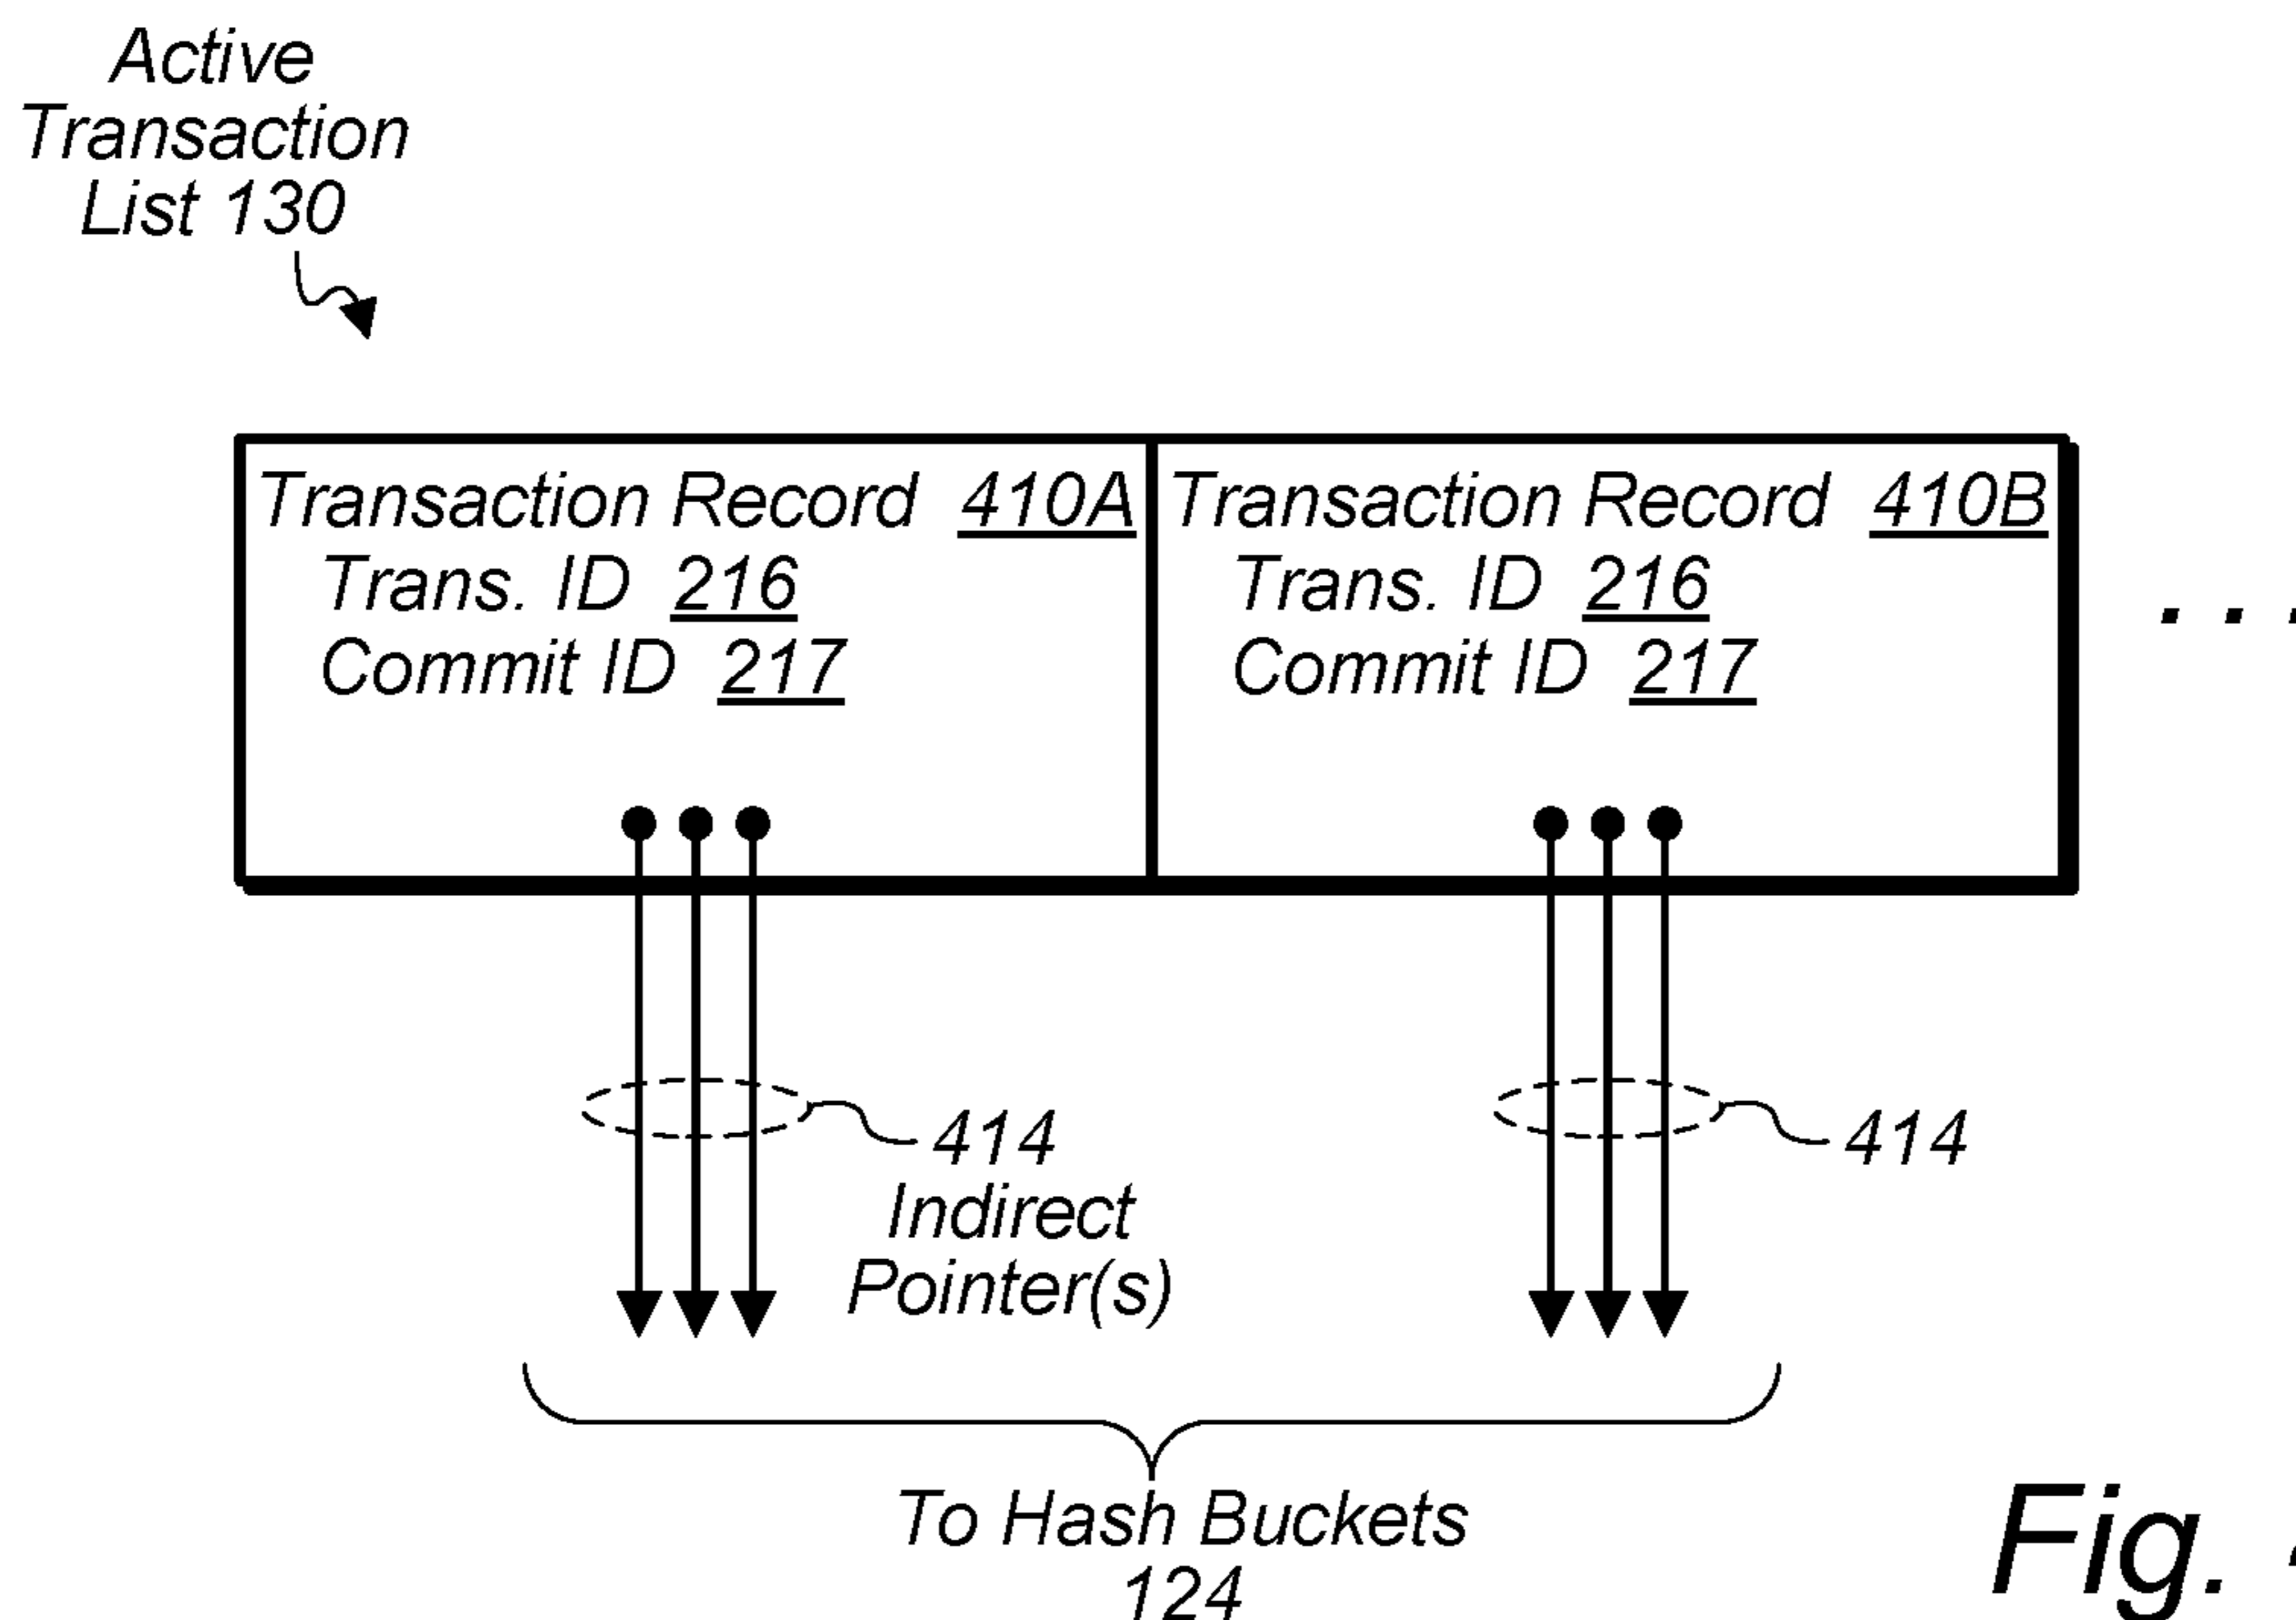 Active
Transaction
List 130
Transaction Record 410A
Trans. ID 216
Commit ID 217
Transaction Record 410B
Trans. ID 216
Commit ID 217
. . .
414
Indirect
Pointer(s)
414
To Hash Buckets
124
Fig.